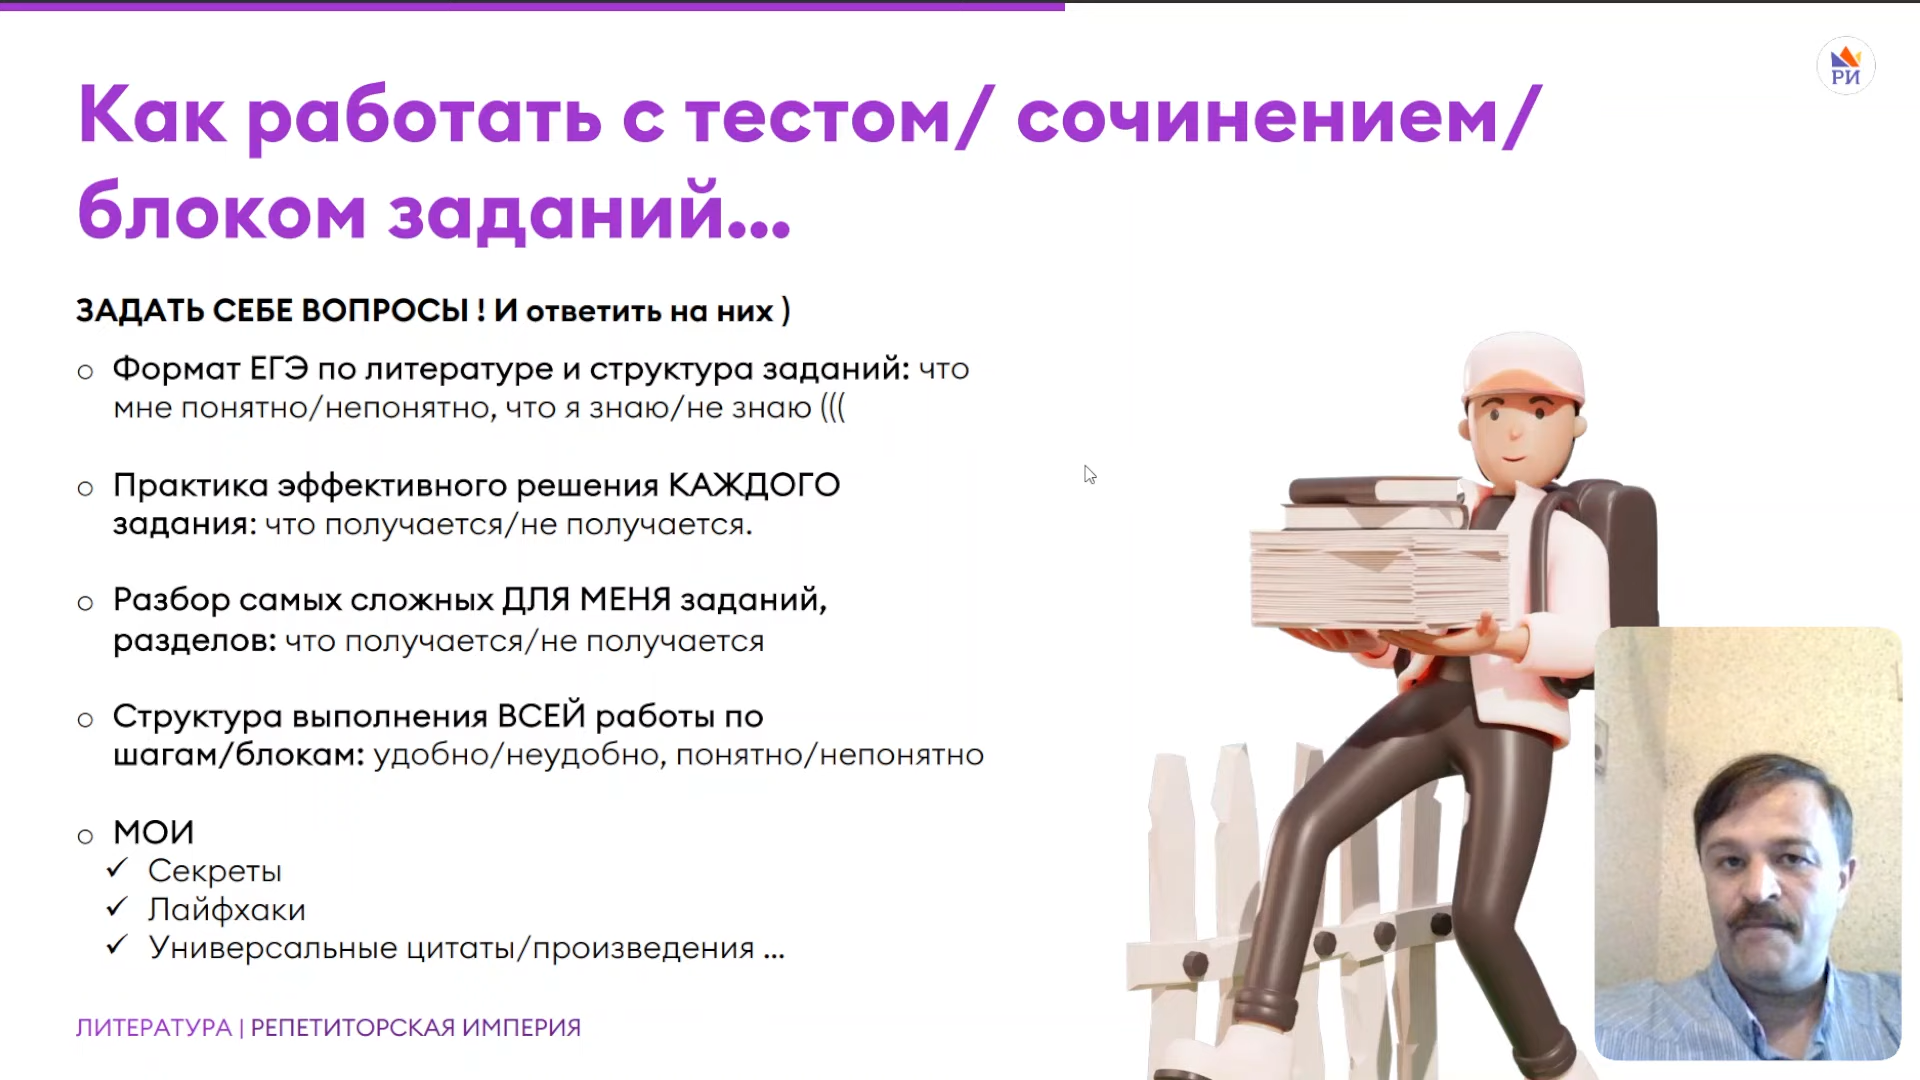 РИ
Как работать с тестом/ сочинением/
блоком заданий...
ЗАДАТЬ СЕБЕ ВОПРОСЫ ! И ответить на них )
○ Формат ЕГЭ по литературе и структура заданий: что
мне понятно/непонятно, что я знаю/не знаю (((
○ Практика эффективного решения КАЖДОГО
задания: что получается/не получается.
○ Разбор самых сложных ДЛЯ МЕНЯ заданий,
разделов: что получается/не получается
○ Структура выполнения ВСЕЙ работы по
шагам/блокам: удобно/неудобно, понятно/непонятно
○ МОИ
✓ Секреты
✓ Лайфхаки
✓ Универсальные цитаты/произведения ...
ЛИТЕРАТУРА | РЕПЕТИТОРСКАЯ ИМПЕРИЯ